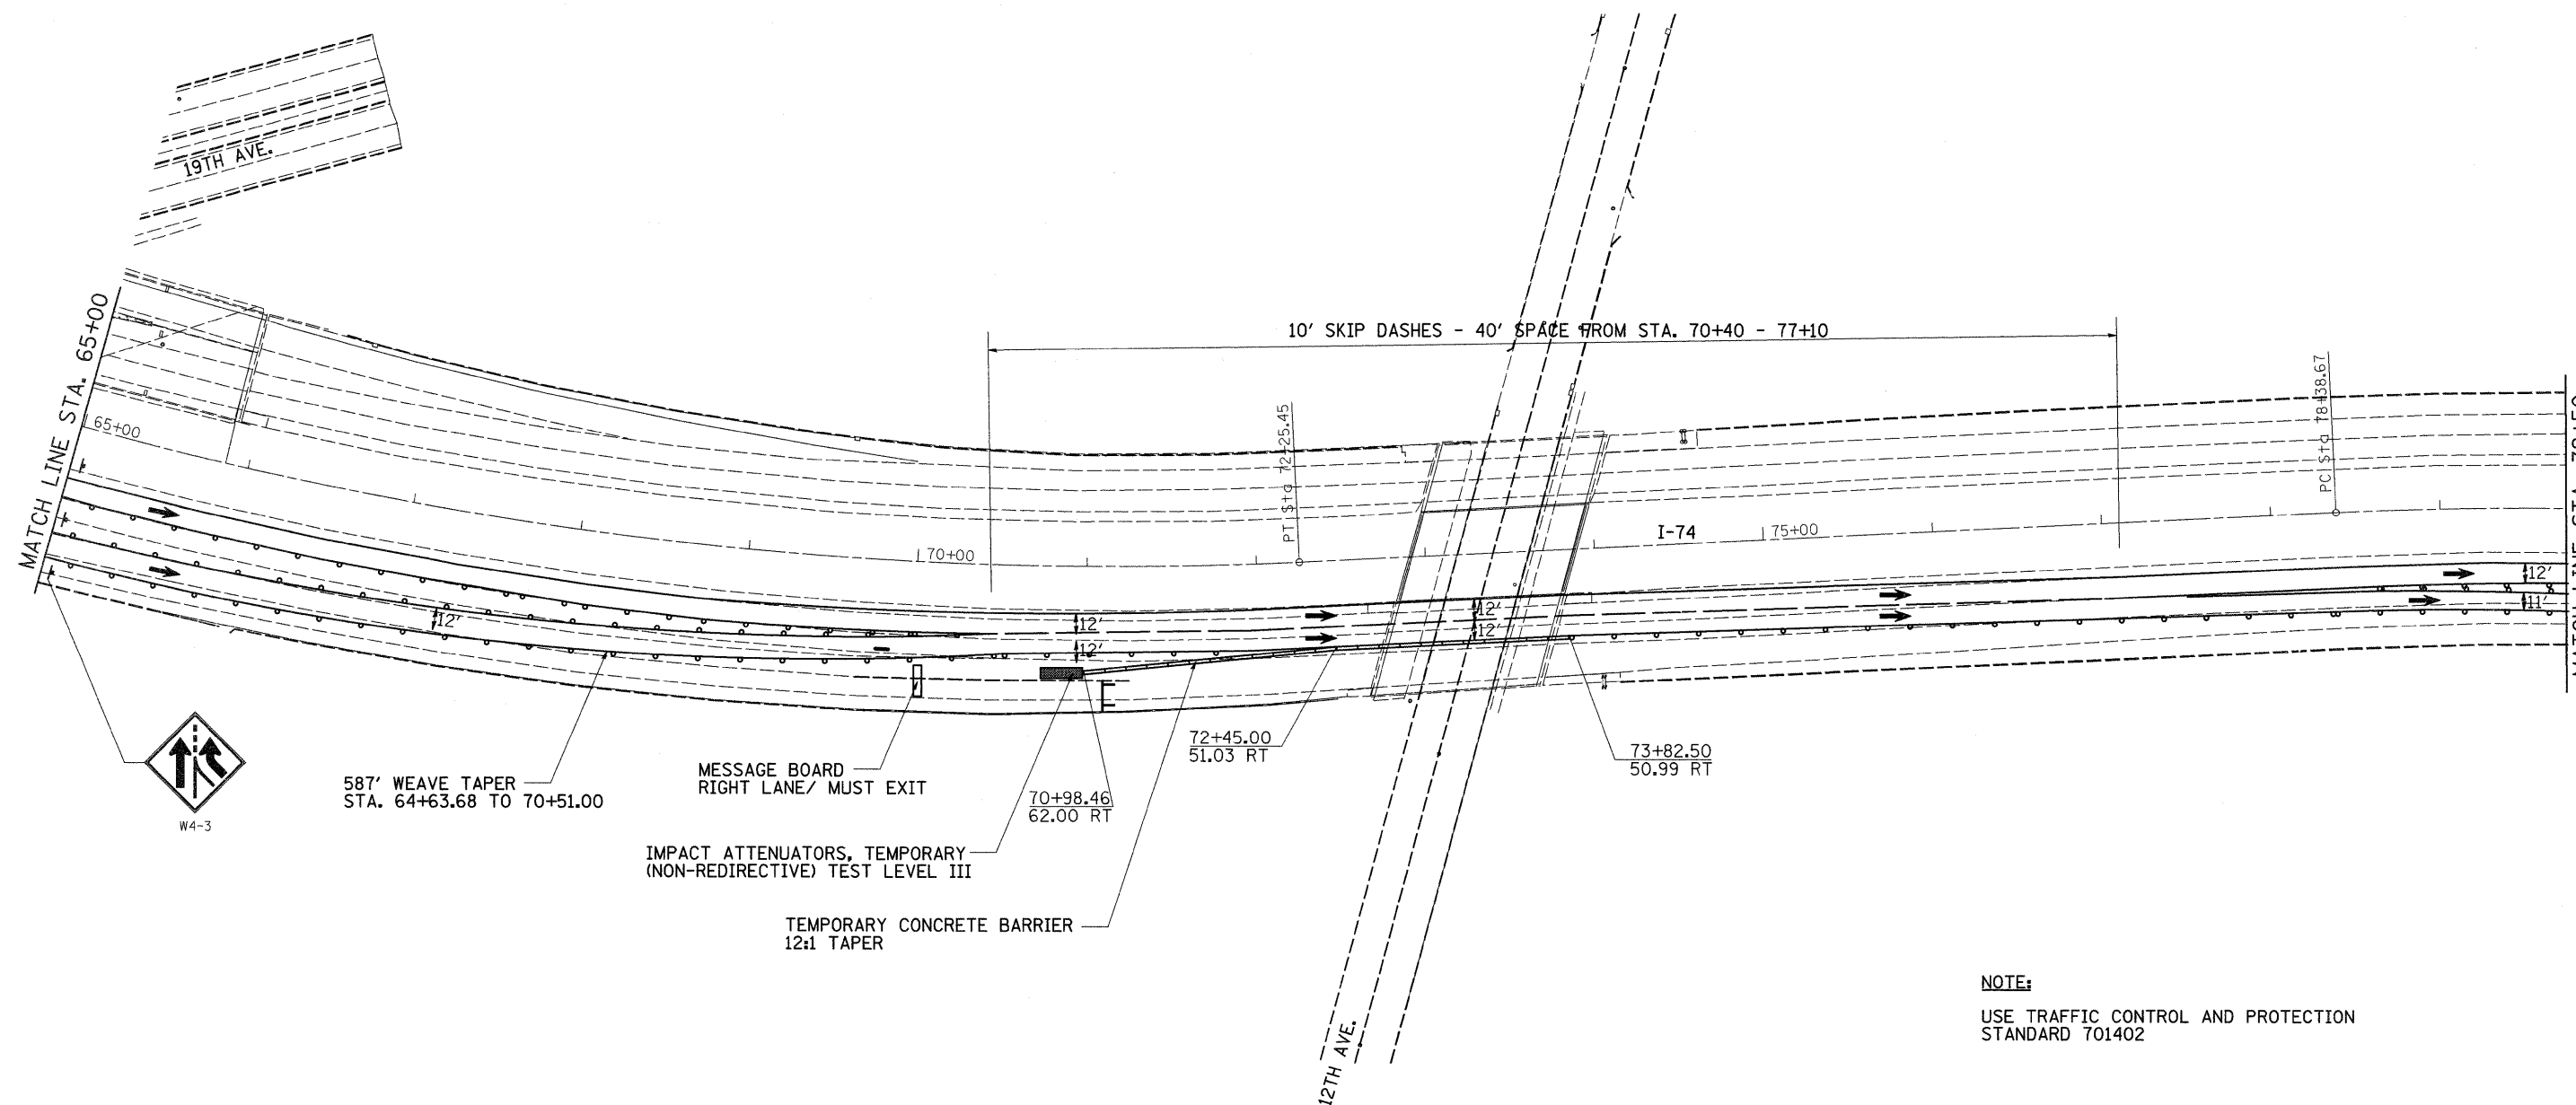 19TH AVE.
MATCH LINE STA. 65+00
10' SKIP DASHES - 40' SPACE FROM STA. 70+40 - 77+10
65+00
70+00
PT Sta 72+25.45
I-74
75+00
PC Sta 78+38.67
12'
12'
12'
12'
12'
12'
11'
W4-3
587' WEAVE TAPER
STA. 64+63.68 TO 70+51.00
MESSAGE BOARD
RIGHT LANE/ MUST EXIT
70+98.46
62.00 RT
72+45.00
51.03 RT
73+82.50
50.99 RT
IMPACT ATTENUATORS, TEMPORARY
(NON-REDIRECTIVE) TEST LEVEL III
TEMPORARY CONCRETE BARRIER
12:1 TAPER
12TH AVE.
NOTE:
USE TRAFFIC CONTROL AND PROTECTION
STANDARD 701402